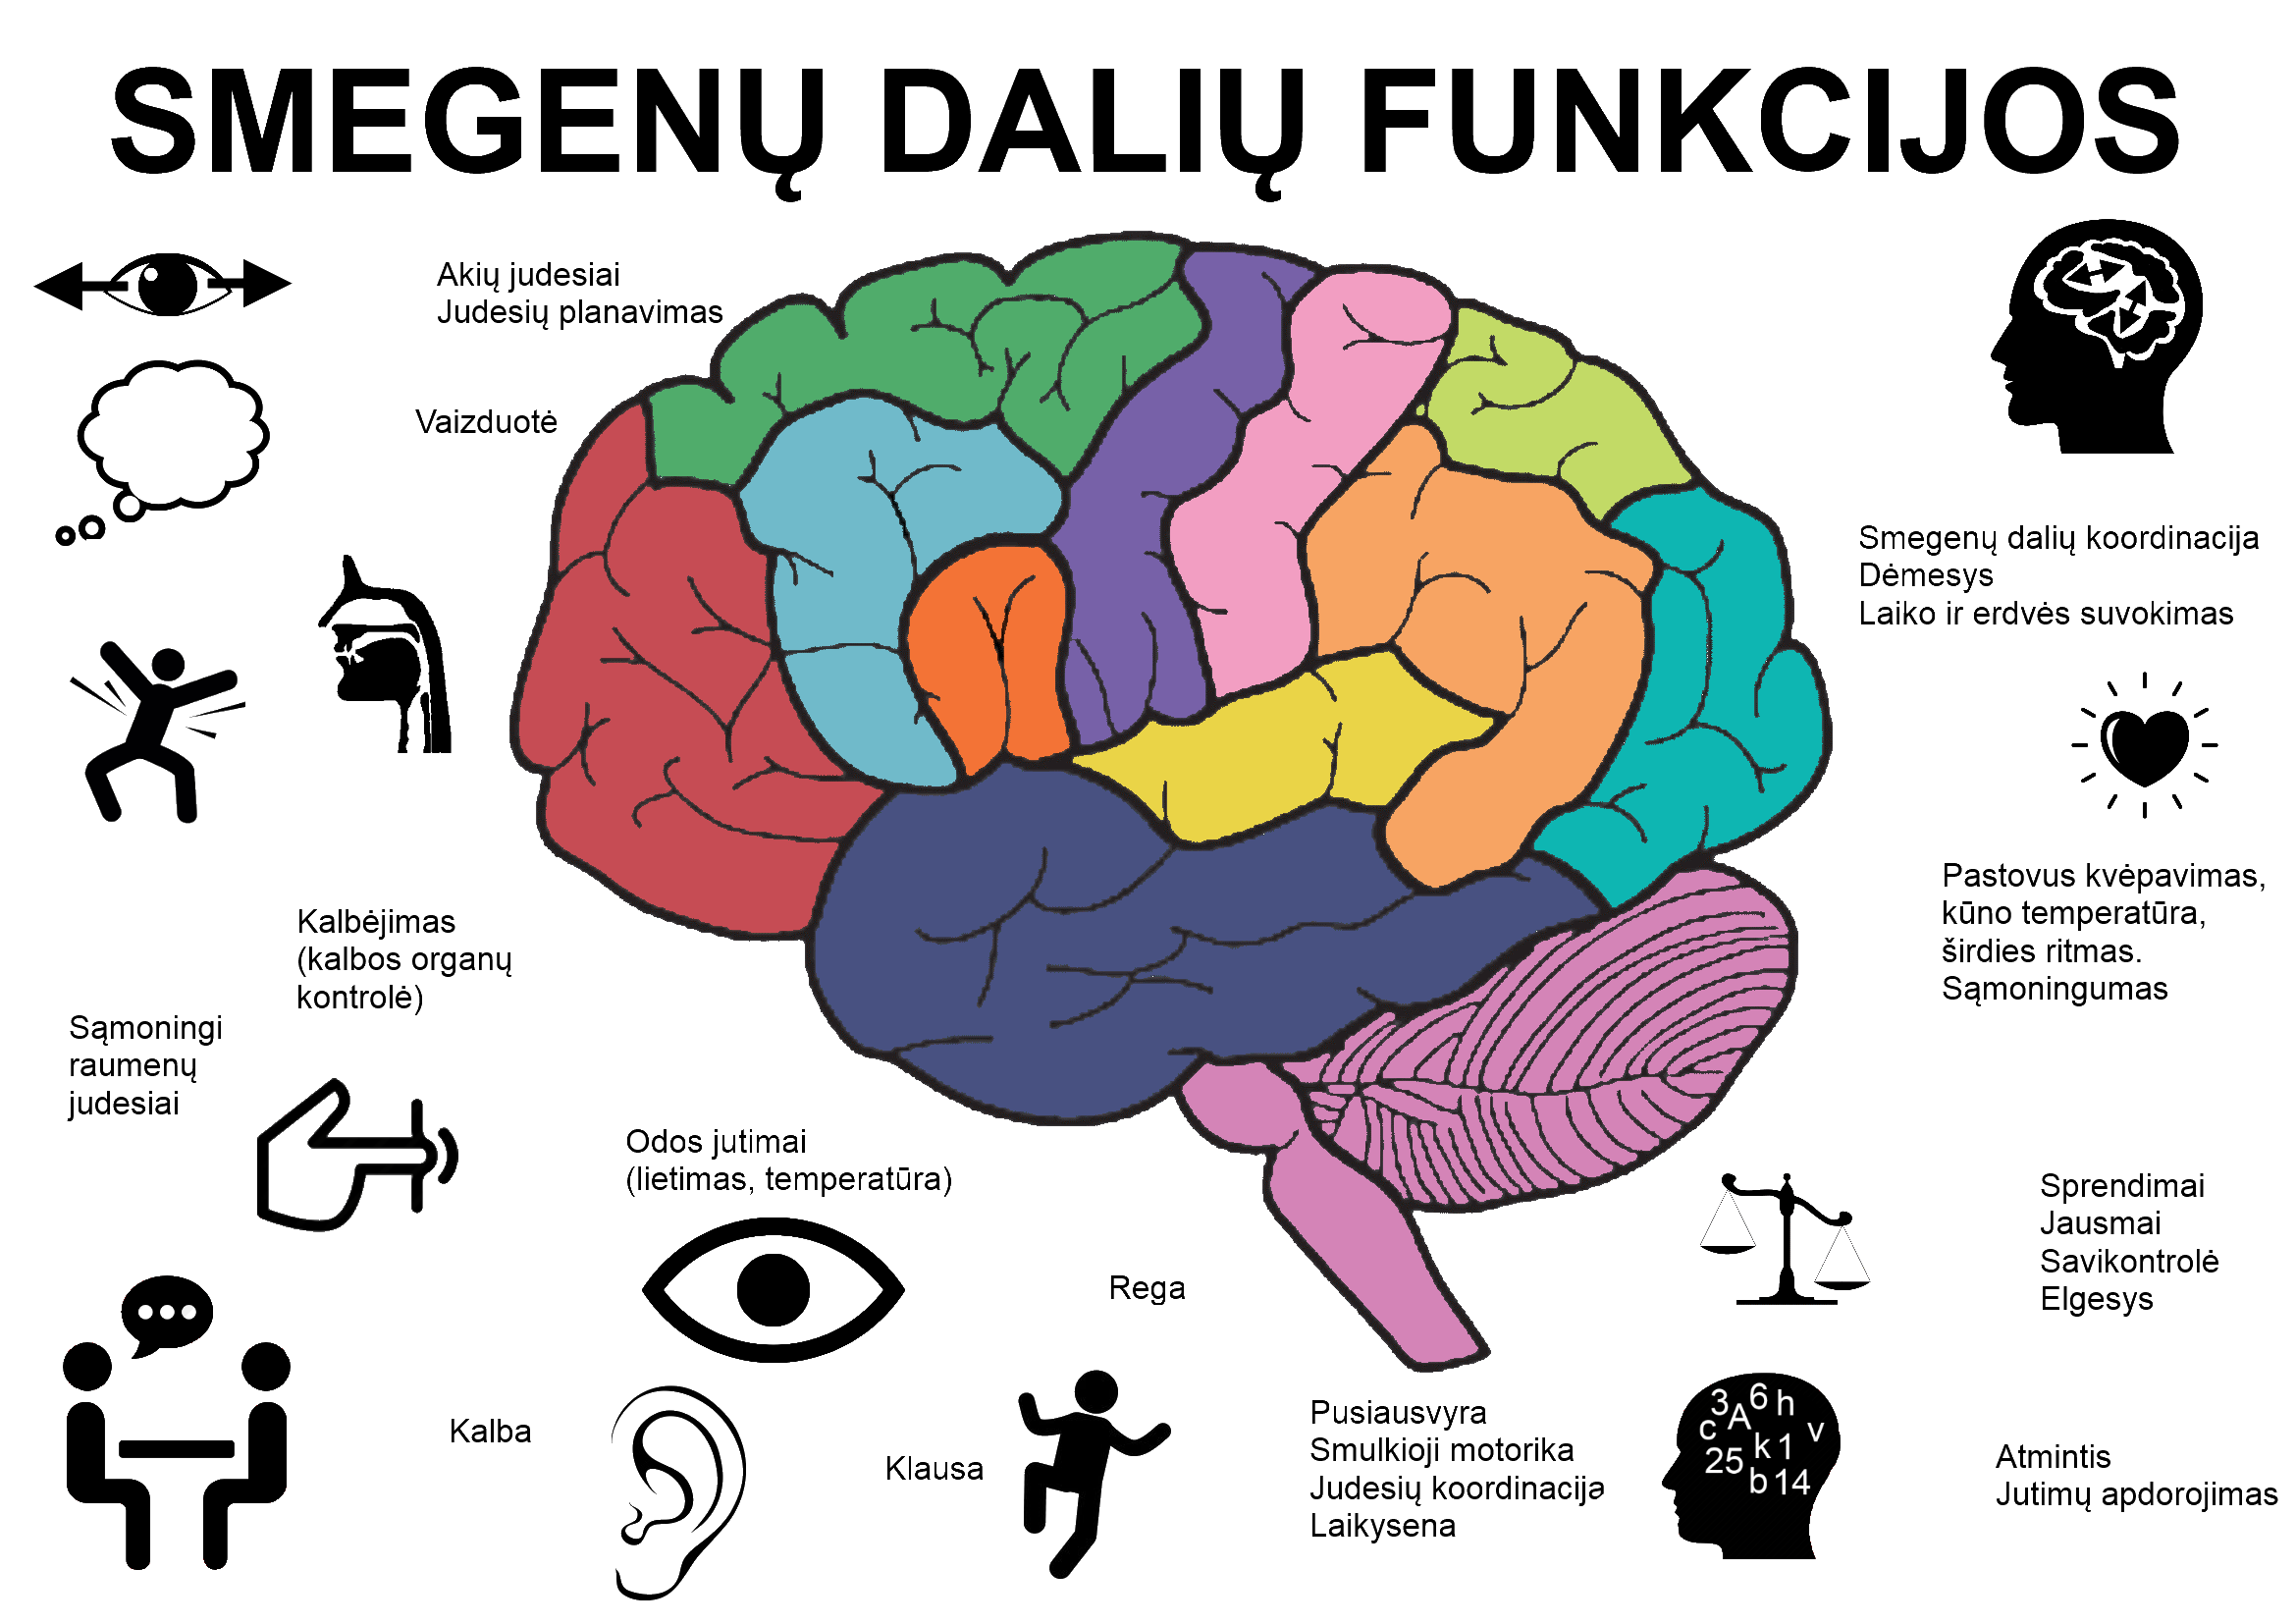 SMEGENŲ DALIŲ FUNKCIJOS
Akių judesiai
Judesių planavimas
Vaizduotė
Smegenų dalių koordinacija
Dėmesys
Laiko ir erdvės suvokimas
Pastovus kvėpavimas,
kūno temperatūra,
širdies ritmas.
Sąmoningumas
Kalbėjimas
(kalbos organų
kontrolė)
Sąmoningi
raumenų
judesiai
Odos jutimai
(lietimas, temperatūra)
Rega
Sprendimai
Jausmai
Savikontrolė
Elgesys
Kalba
Klausa
Pusiausvyra
Smulkioji motorika
Judesių koordinacija
Laikysena
3 6 h
c A v
25 k 1
b 14
Atmintis
Jutimų apdorojimas